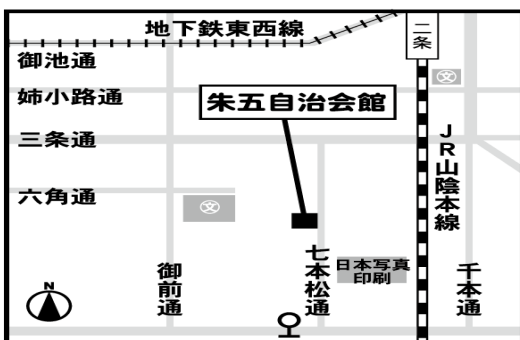 地下鉄東西線
二条
御池通
文
姉小路通
朱五自治会館
三条通
JR山陰本線
六角通
文
七本松通
日本写真
印刷
御前通
千本通
N